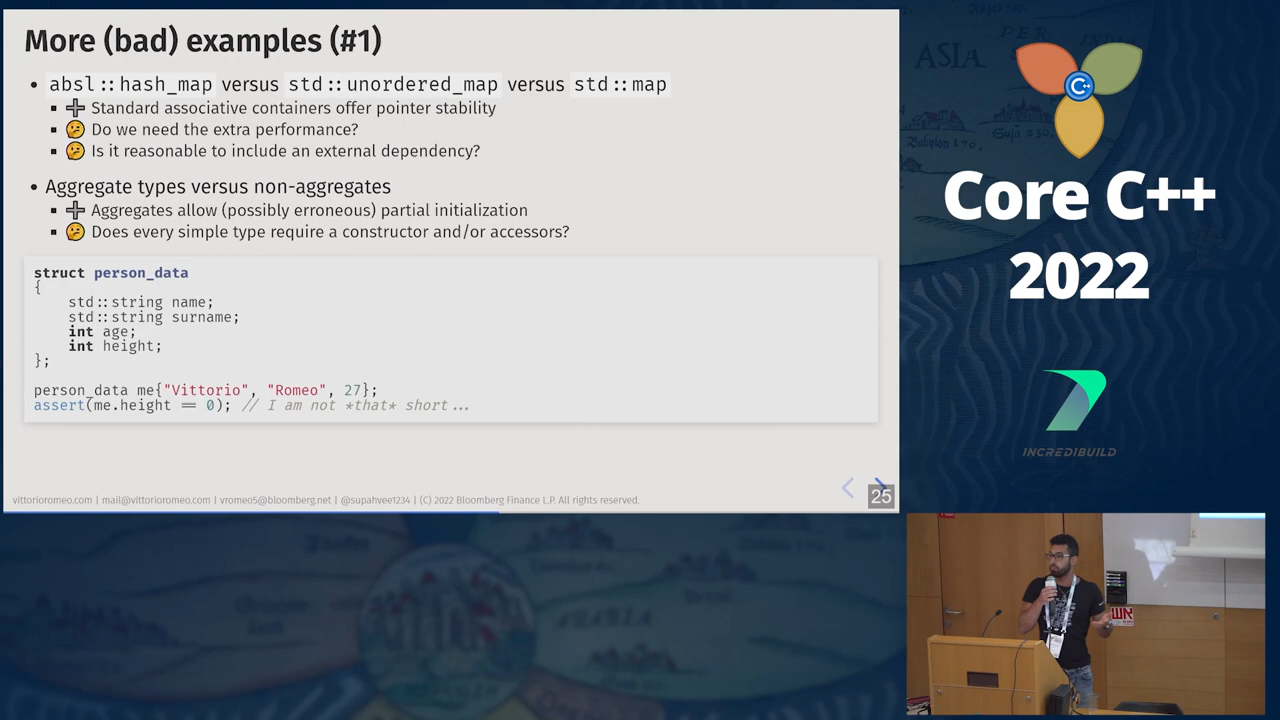 More (bad) examples (#1)
• absl::hash_map versus std::unordered_map versus std::map
▪ ➕ Standard associative containers offer pointer stability
▪ 🤔 Do we need the extra performance?
▪ 🤔 Is it reasonable to include an external dependency?
• Aggregate types versus non-aggregates
▪ ➕ Aggregates allow (possibly erroneous) partial initialization
▪ 🤔 Does every simple type require a constructor and/or accessors?
struct person_data
{
    std::string name;
    std::string surname;
    int age;
    int height;
};
person_data me{"Vittorio", "Romeo", 27};
assert(me.height == 0); // I am not *that* short...
vittorioromeo.com | mail@vittorioromeo.com | vromeo5@bloomberg.net | @supahvee1234 | (C) 2022 Bloomberg Finance L.P. All rights reserved.
25
ASIA
PER
INDIA
C++
Core C++
2022
INCREDIBUILD
ARABIA
אש